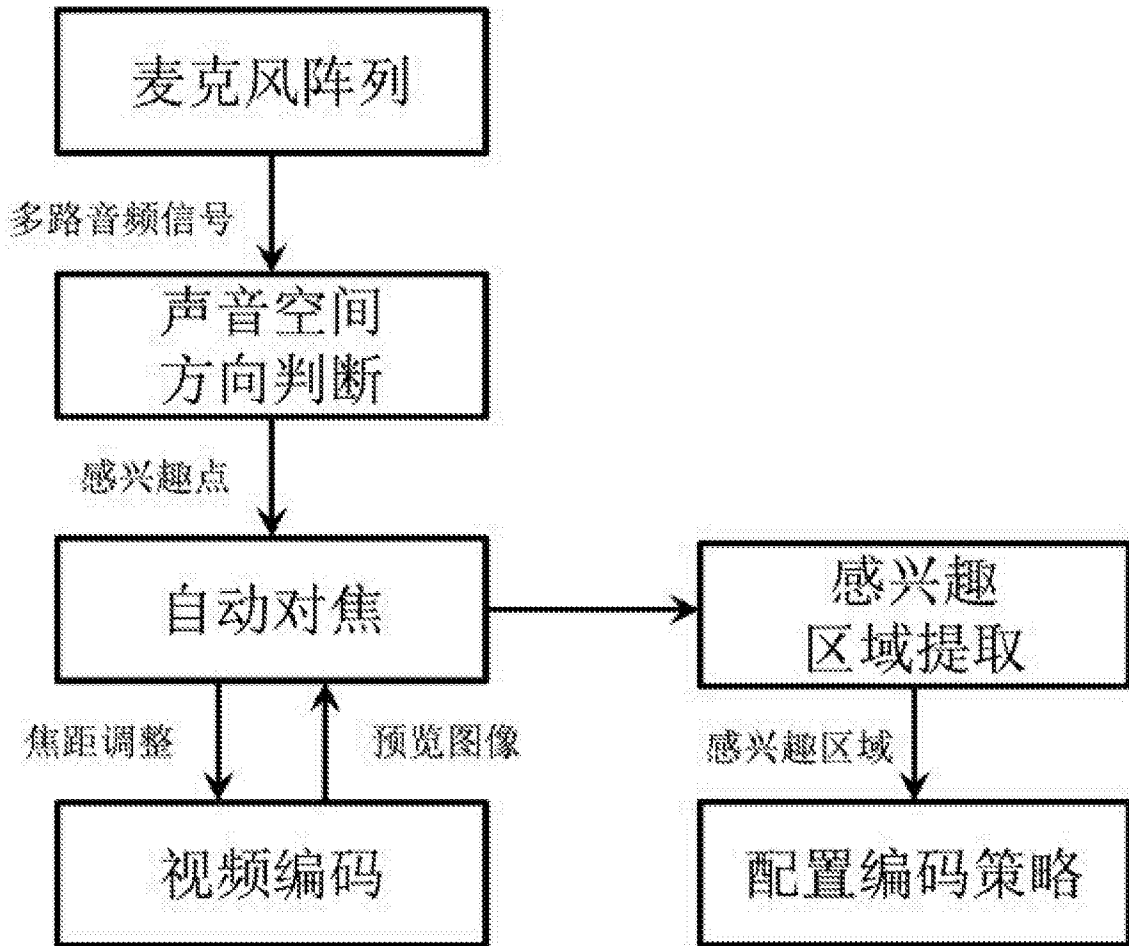 麦克风阵列
多路音频信号
声音空间
方向判断
感兴趣点
自动对焦
感兴趣
区域提取
焦距调整
预览图像
感兴趣区域
视频编码
配置编码策略